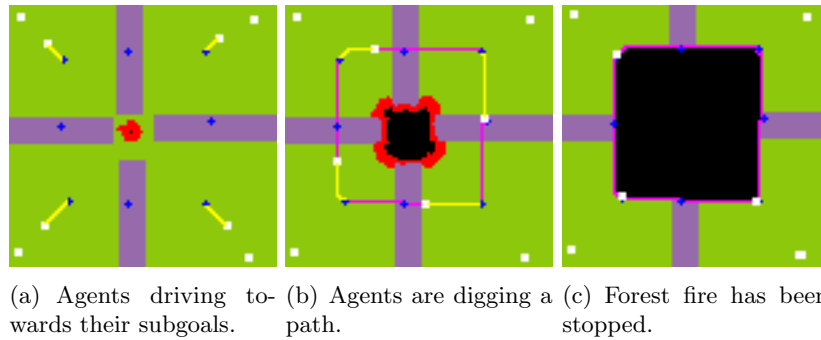 (a) Agents driving to-
wards their subgoals.
(b) Agents are digging a
path.
(c) Forest fire has been
stopped.